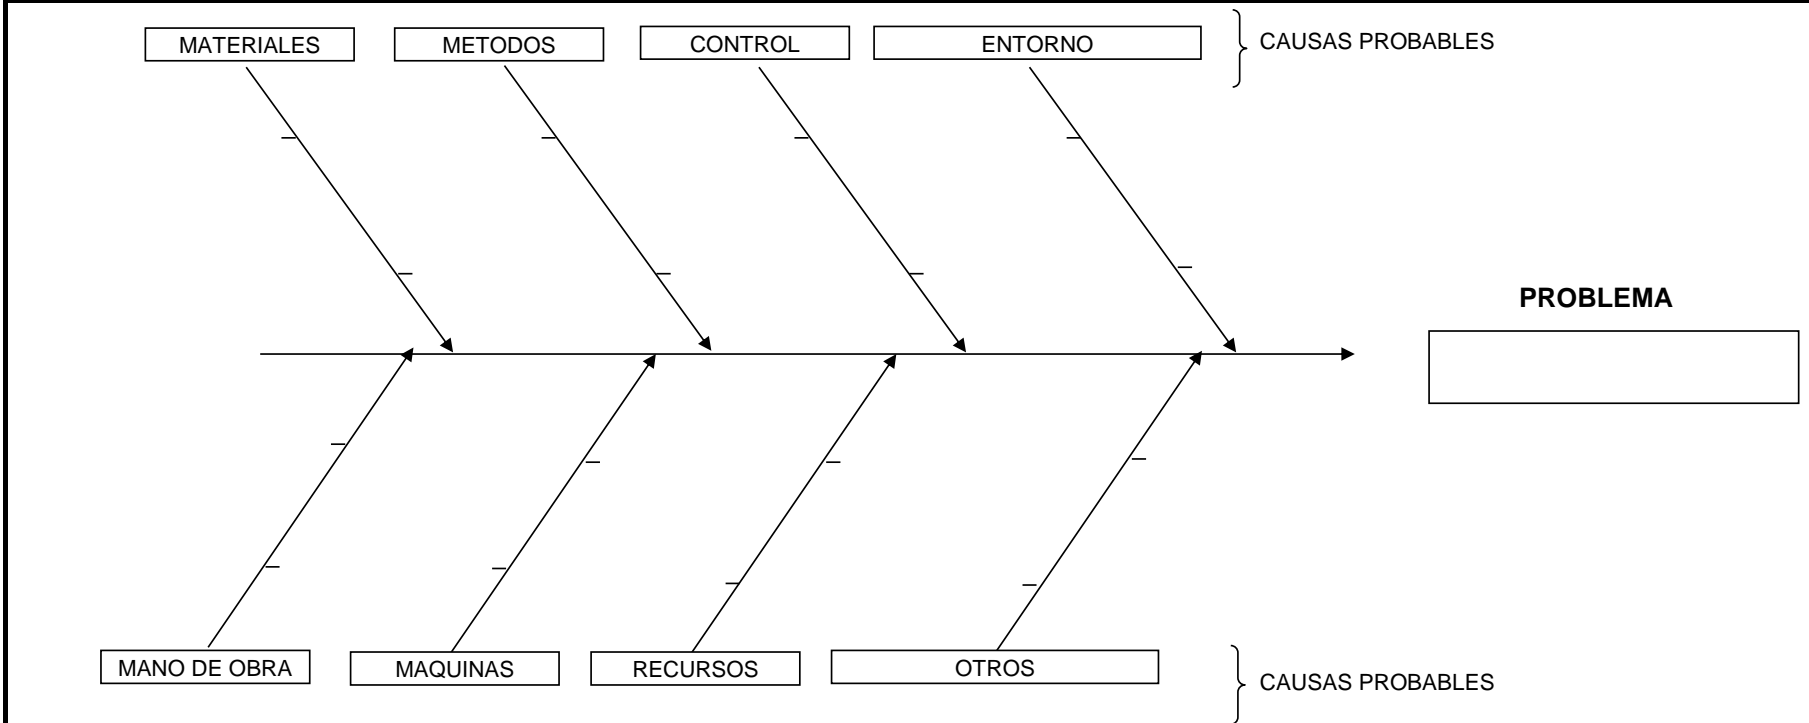 MATERIALES
METODOS
CONTROL
ENTORNO
CAUSAS PROBABLES
PROBLEMA
MANO DE OBRA
MAQUINAS
RECURSOS
OTROS
CAUSAS PROBABLES